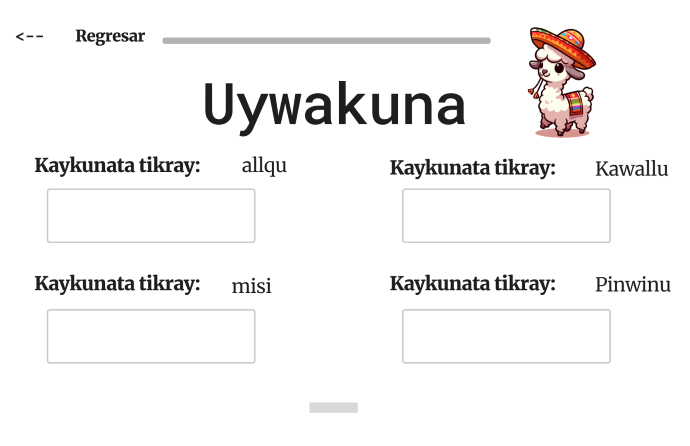 <-- Regresar
Uywakuna
Kaykunata tikray: allqu
Kaykunata tikray: Kawallu
Kaykunata tikray: misi
Kaykunata tikray: Pinwinu